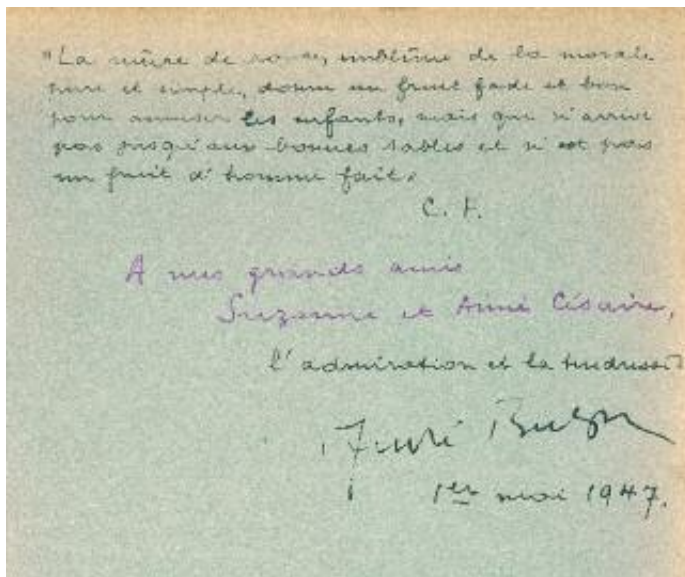 "La mûre de ronce, emblème de la morale
pure et simple, donne un fruit fade et bon
pour amuser les enfants, mais qui n'arrive
pas jusqu'aux bonnes tables et n'est pas
un fruit d'homme fait."
C. F.
A mes grands amis
Suzanne et Aimé Césaire,
l'admiration et la tendresse
André Breton
1er mai 1947.